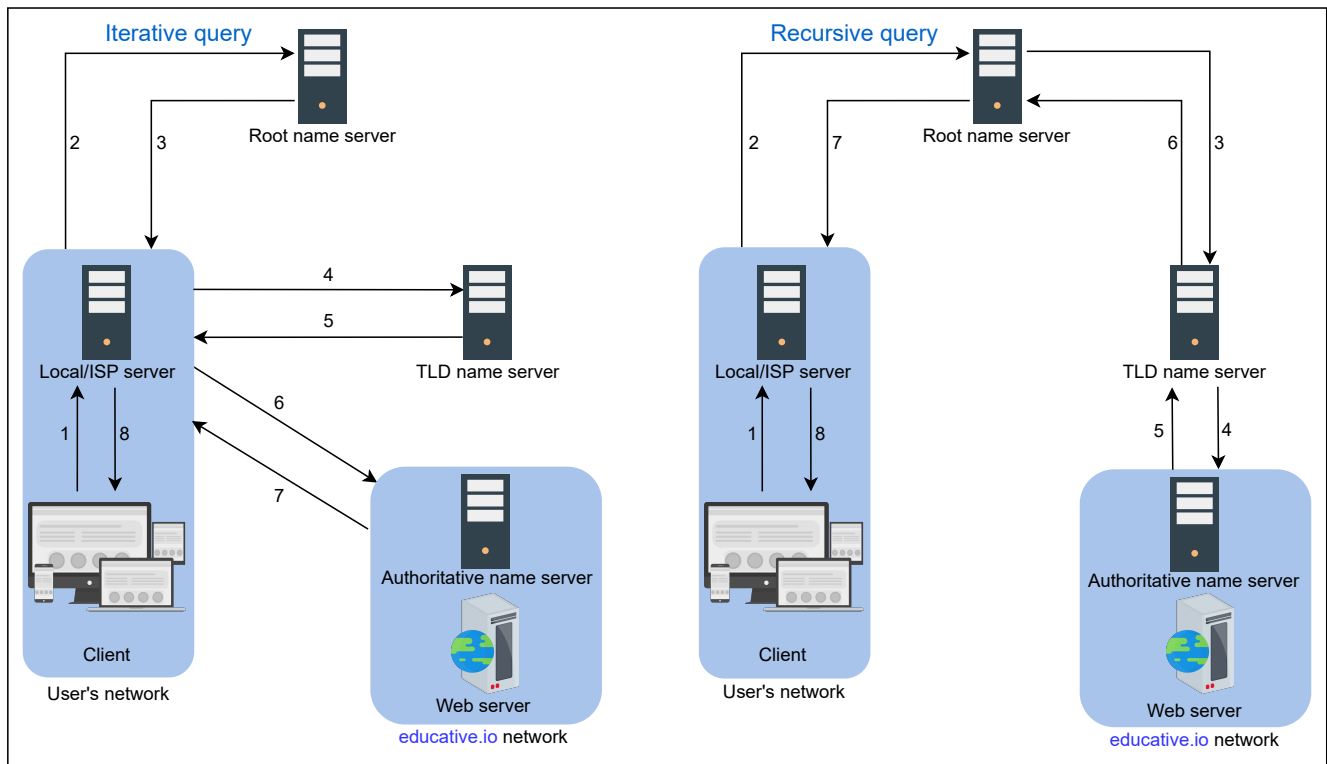 Iterative query
2
3
Root name server
4
5
Local/ISP server
TLD name server
1
8
6
7
Authoritative name server
Client
Web server
User's network
educative.io network
Recursive query
2
7
Root name server
6
3
Local/ISP server
TLD name server
1
8
5
4
Authoritative name server
Client
Web server
User's network
educative.io network